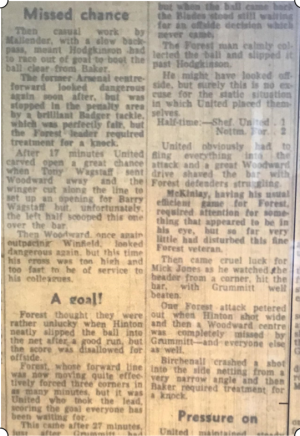 Missed chance
Then casual work by
Mallender, with a slow back-
pass, meant Hodgkinson had
to race out of goal to boot the
ball clear from Baker.
The former Arsenal centre-
forward looked dangerous
again soon after, but was
stopped in the penalty area
by a brilliant Badger tackle,
which was perfectly fair, but
the Forest leader required
treatment for a knock.
After 17 minutes United
carved open a great chance
when Tony Wagstaff sent
Woodward away and the
winger cut along the line to
set up an opening for Barry
Wagstaff but, unfortunately,
the left half scooped this one
over the bar
Then Woodward, once again
outpacing Winfield, looked
dangerous again, but this time
his cross was too high and
too fast to be of service to
his colleagues.
A goal!
Forest thought they were
rather unlucky when Hinton
neatly slipped the ball into
the net after a good run, but
the score was disallowed for
offside.
Forest, whose forward line
was now moving quite effec-
tively forced three corners in
as many minutes, but it was
United who took the lead,
scoring the goal everyone has
been waiting for.
This came after 27 minutes,
just after Grummitt had
but when the ball came back
the Blades stood still waiting
for an offside decision which
never came.
The Forest man calmly col-
lected the ball and slipped it
past Hodgkinson.
He might have looked off-
side, but surely this is no ex-
cuse for the static situation
in which United placed them-
selves.
Half-time:—Shef. United . 1
Nottm. 2
United obviously had to
fling everything into the
attack and a great Woodward
drive shaved the bar with
Forest defenders struggling.
McKinlay, having his usual
efficient game for Forest,
required attention for some-
thing that appeared to be in
his eye, but so far very
little had disturbed this fine
Forest veteran.
Then came cruel luck for
Mick Jones as he watched the
header from a corner, hit the
bar, with Grummitt well
beaten.
One Forest attack petered
out when Hinton shot wide
and then a Woodward centre
was completely missed by
Grummitt—and everyone else
as well.
Birchenall crashed a shot
into the side netting from a
very narrow angle and then
Baker required treatment for
a knock.
Pressure on
United maintained